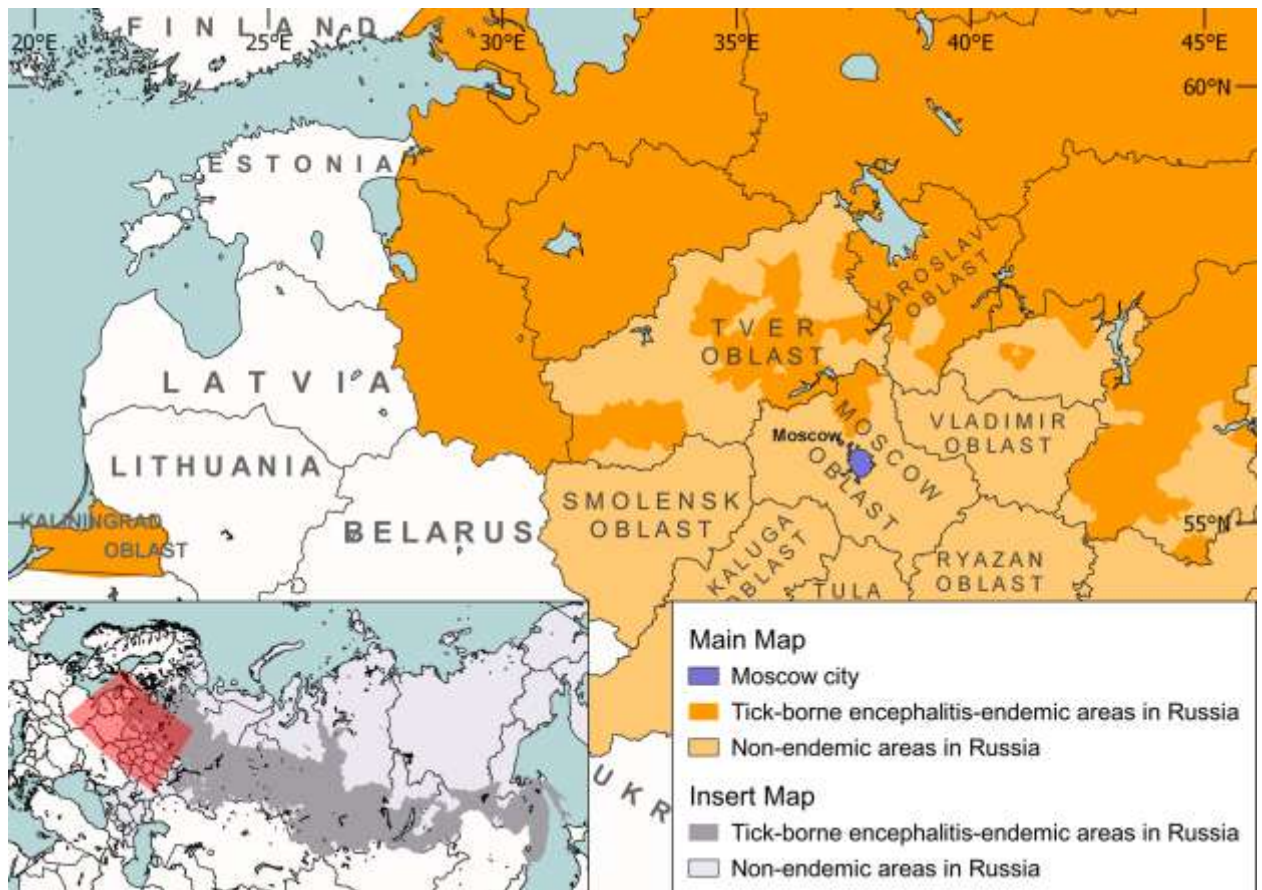 FINLAND
20°E 25°E 30°E 35°E 40°E 45°E
60°N
ESTONIA
YAROSLAVL
OBLAST
TVER
OBLAST
LATVIA
MOSCOW
OBLAST
VLADIMIR
OBLAST
Moscow
LITHUANIA
SMOLENSK
OBLAST
KALININGRAD
OBLAST
BELARUS
55°N
KALUGA
OBLAST
RYAZAN
OBLAST
TULA
Main Map
Moscow city
Tick-borne encephalitis-endemic areas in Russia
Non-endemic areas in Russia
UKR
Insert Map
Tick-borne encephalitis-endemic areas in Russia
Non-endemic areas in Russia